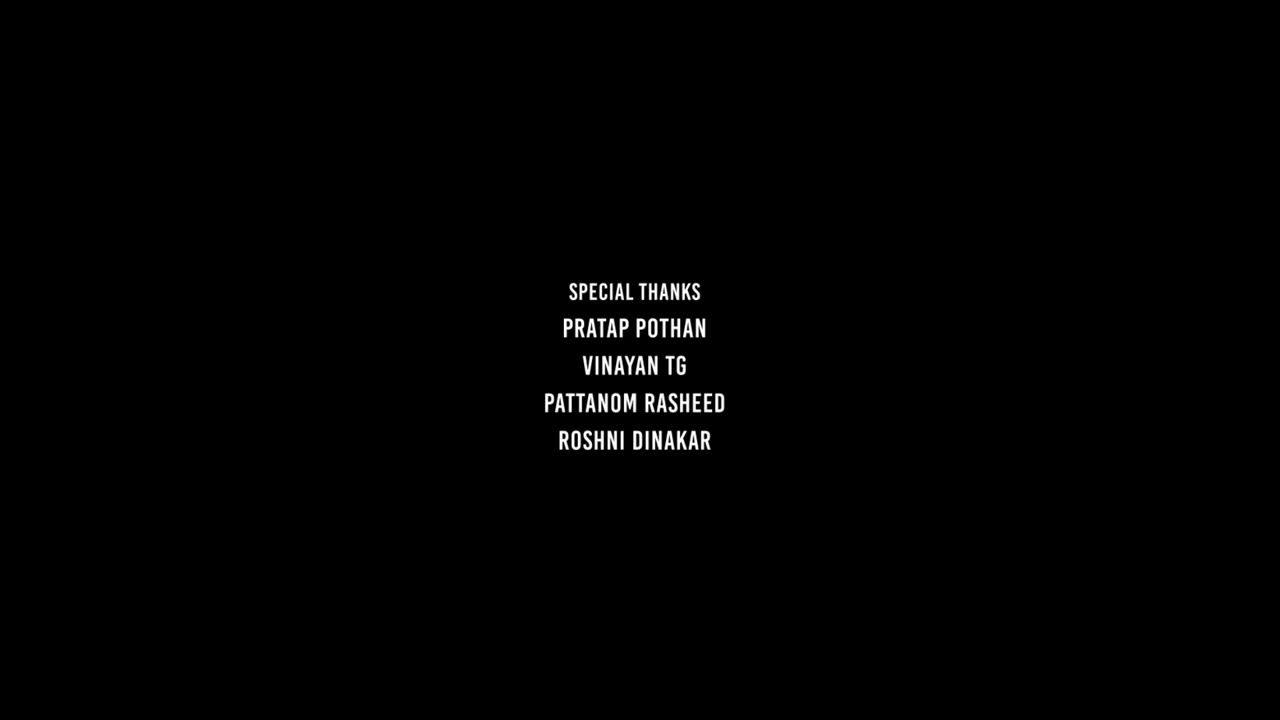 SPECIAL THANKS
PRATAP POTHAN
VINAYAN TG
PATTANOM RASHEED
ROSHNI DINAKAR